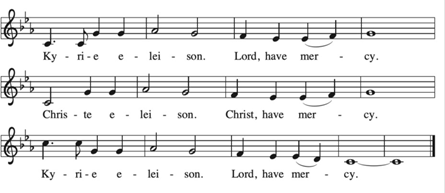 Ky - ri - e e - lei - son. Lord, have mer - cy.
Chris - te e - lei - son. Christ, have mer - cy.
Ky - ri - e e - lei - son. Lord, have mer - cy.